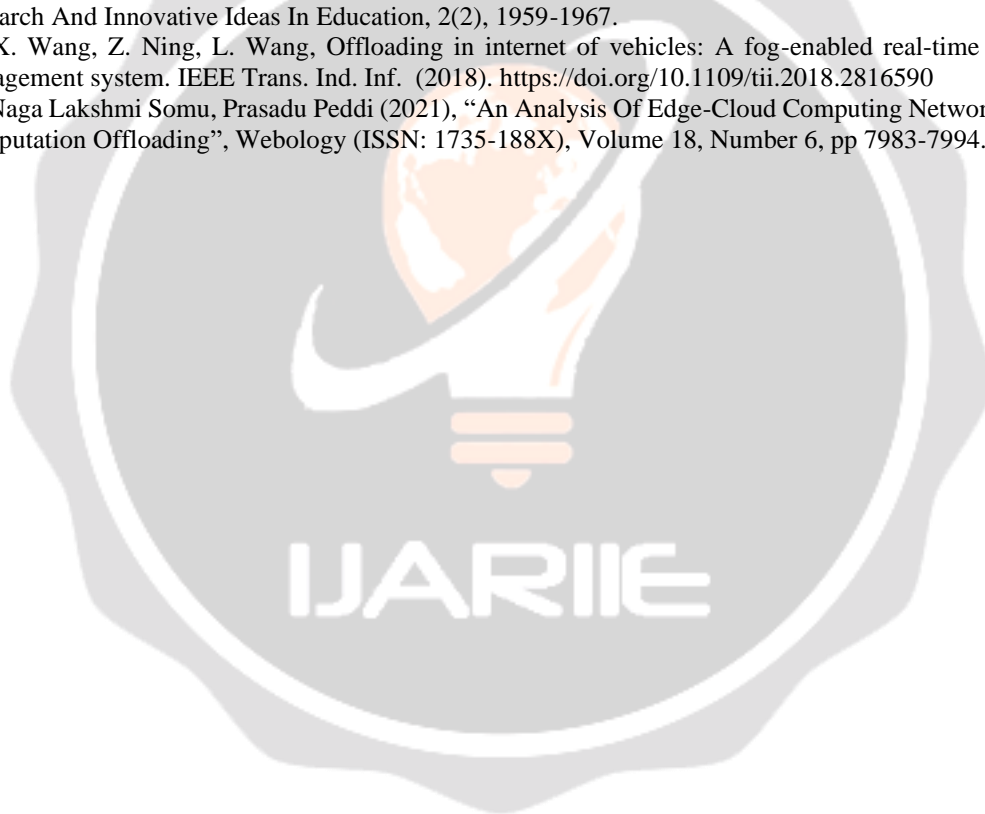 arch And Innovative Ideas In Education, 2(2), 1959-1967.
X. Wang, Z. Ning, L. Wang, Offloading in internet of vehicles: A fog-enabled real-time
agement system. IEEE Trans. Ind. Inf. (2018). https://doi.org/10.1109/tii.2018.2816590
Naga Lakshmi Somu, Prasadu Peddi (2021), “An Analysis Of Edge-Cloud Computing Networ
putation Offloading”, Webology (ISSN: 1735-188X), Volume 18, Number 6, pp 7983-7994.
IJARIIE